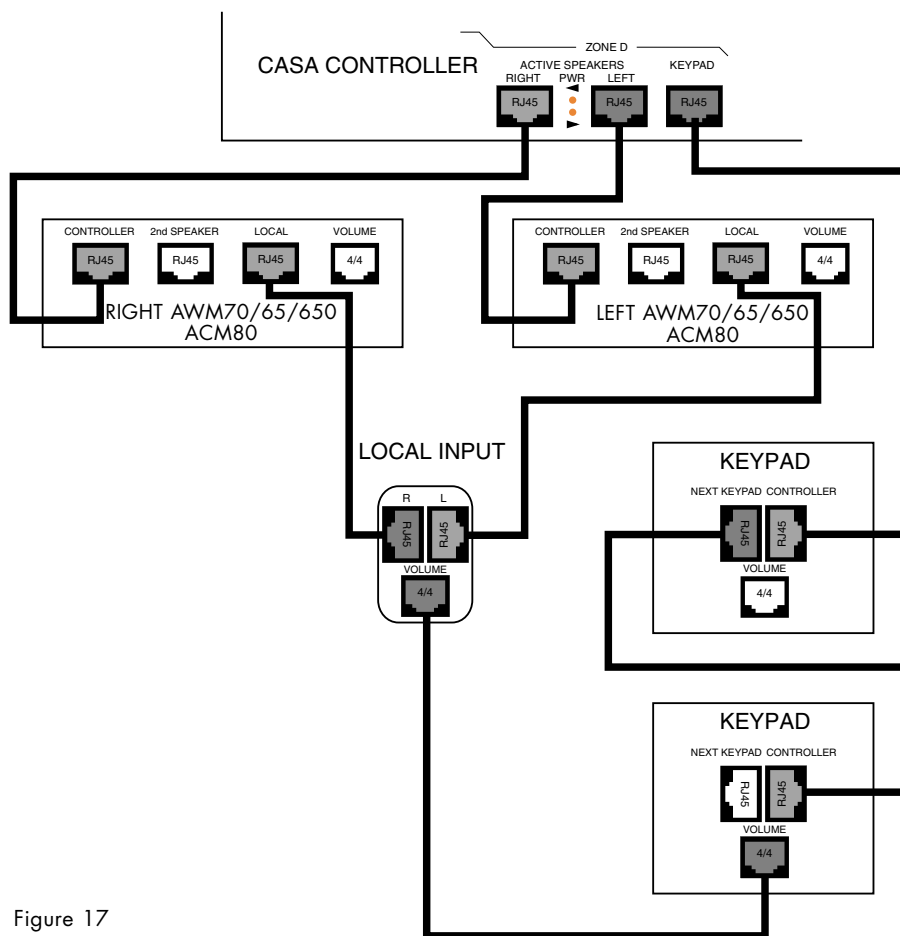 ZONE D
CASA CONTROLLER
ACTIVE SPEAKERS
KEYPAD
RIGHT PWR LEFT
RJ45 RJ45 RJ45
CONTROLLER 2nd SPEAKER LOCAL VOLUME
RJ45 RJ45 RJ45 4/4
RIGHT AWM70/65/650
ACM80
CONTROLLER 2nd SPEAKER LOCAL VOLUME
RJ45 RJ45 RJ45 4/4
LEFT AWM70/65/650
ACM80
LOCAL INPUT
R L
RJ45 RJ45
VOLUME
4/4
KEYPAD
NEXT KEYPAD CONTROLLER
RJ45 RJ45
VOLUME
4/4
KEYPAD
NEXT KEYPAD CONTROLLER
RJ45 RJ45
VOLUME
4/4
Figure 17